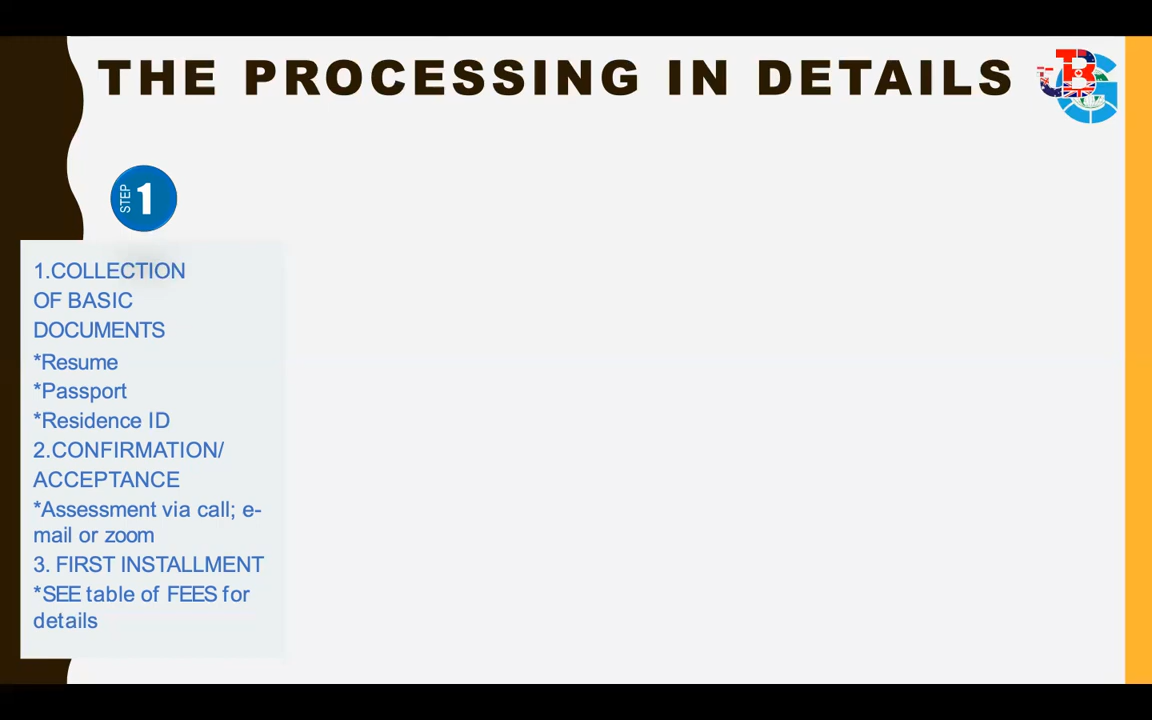 THE PROCESSING IN DETAILS
STEP 1
1.COLLECTION
OF BASIC
DOCUMENTS
*Resume
*Passport
*Residence ID
2.CONFIRMATION/
ACCEPTANCE
*Assessment via call; e-
mail or zoom
3. FIRST INSTALLMENT
*SEE table of FEES for
details